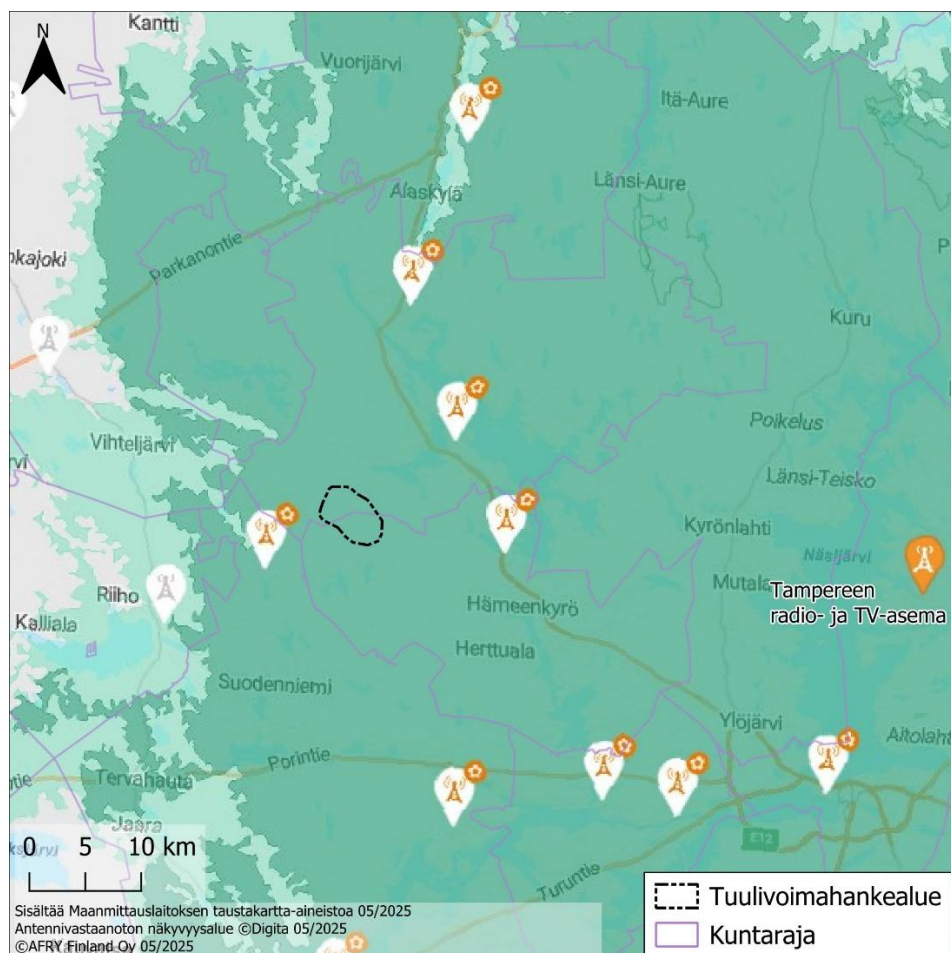 N
Kantti
Vuorijärvi
Itä-Aure
Länsi-Aure
Alaskylä
Parkanontie
Kuru
Poikelus
Vihteljärvi
Länsi-Teisko
Kyrönlahti
Näsijärvi
Mutala
Riiho
Tampereen
radio- ja TV-asema
Hämeenkyrö
Kalliala
Herttuala
Suodenniemi
Ylöjärvi
Aitolaht
Porintie
Tervahauta
Jaara
E12
0 5 10 km
Turuntie
Sisältää Maanmittauslaitoksen taustakartta-aineistoa 05/2025
Antennivastaanoton näkyvyysalue ©Digita 05/2025
©AFRY Finland Oy 05/2025
Tuulivoimahankealue
Kuntaraja